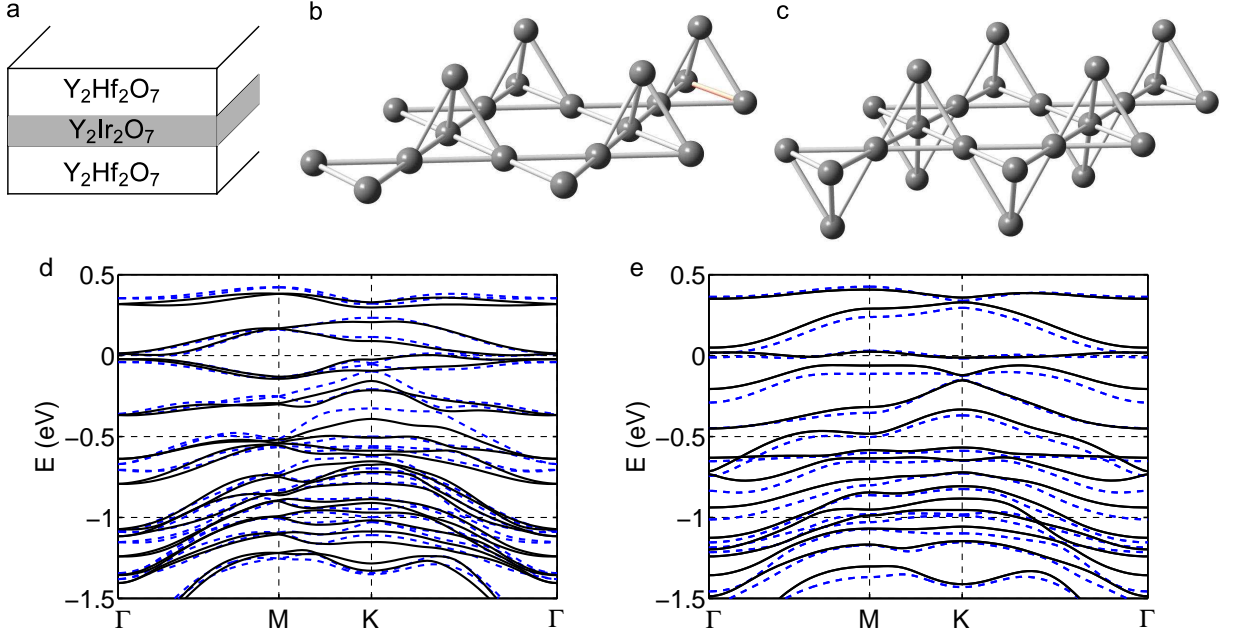 a
b
c
Y₂Hf₂O₇
Y₂Ir₂O₇
Y₂Hf₂O₇
d
e
E (eV)
0.5
0
−0.5
−1
−1.5
Γ M K Γ
E (eV)
0.5
0
−0.5
−1
−1.5
Γ M K Γ